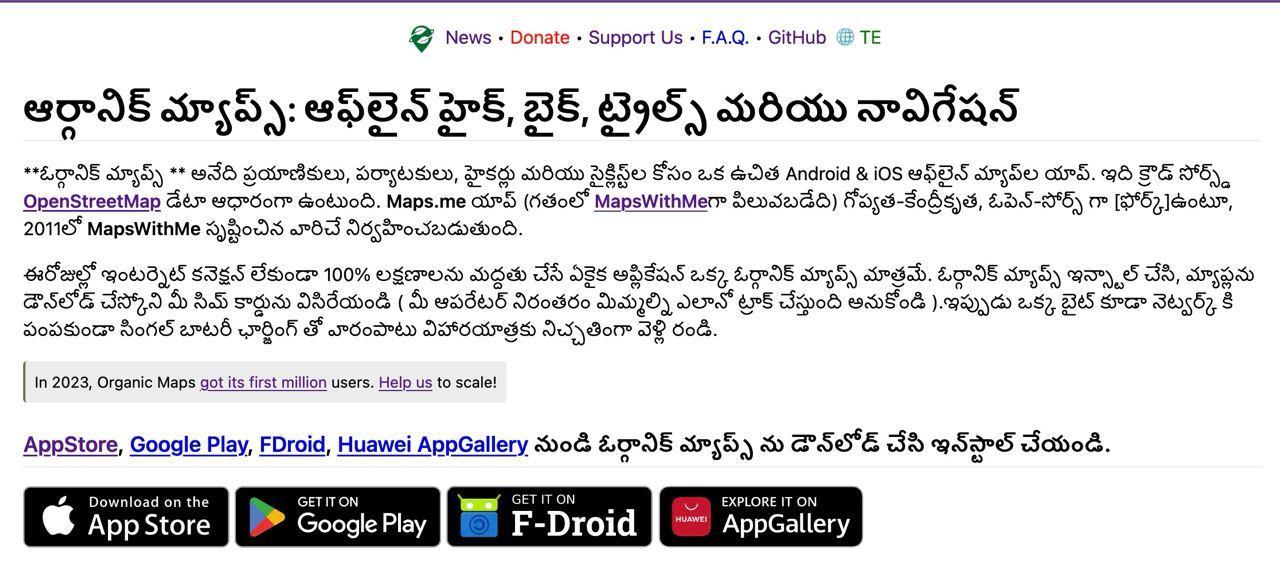 News • Donate • Support Us • F.A.Q. • GitHub 🌐 TE
ఆర్గానిక్ మ్యాప్స్: ఆఫ్‌లైన్ హైక్, బైక్, ట్రైల్స్ మరియు నావిగేషన్
**ఓర్గానిక్ మ్యాప్స్ ** అనేది ప్రయాణికులు, పర్యాటకులు, హైకర్లు మరియు సైక్లిస్ట్‌ల కోసం ఒక ఉచిత Android & iOS ఆఫ్‌లైన్ మ్యాప్‌ల యాప్. ఇది క్రౌడ్ సోర్స్డ్
OpenStreetMap డేటా ఆధారంగా ఉంటుంది. Maps.me యాప్ (గతంలో MapsWithMeగా పిలువబడేది) గోప్యత-కేంద్రీకృత, ఓపెన్-సోర్స్ గా [ఫోర్క్]ఉంటూ,
2011లో MapsWithMe సృష్టించిన వారిచే నిర్వహించబడుతుంది.
ఈరోజుల్లో ఇంటర్నెట్ కనెక్షన్ లేకుండా 100% లక్షణాలను మద్దతు చేసే ఏకైక అప్లికేషన్ ఒక్క ఓర్గానిక్ మ్యాప్స్ మాత్రమే. ఓర్గానిక్ మ్యాప్స్ ఇన్స్టాల్ చేసి, మ్యాప్లను
డౌన్‌లోడ్ చేస్కోని మీ సిమ్ కార్డును విసిరేయండి ( మీ ఆపరేటర్ నిరంతరం మిమ్మల్ని ఎలానో ట్రాక్ చేస్తుంది అనుకోండి ).ఇప్పుడు ఒక్క బైట్ కూడా నెట్వర్క్ కి
పంపకుండా సింగల్ బాటరీ ఛార్జింగ్ తో వారంపాటు విహారయాత్రకు నిచ్చతింగా వెళ్లి రండి.
In 2023, Organic Maps got its first million users. Help us to scale!
AppStore, Google Play, FDroid, Huawei AppGallery నుండి ఓర్గానిక్ మ్యాప్స్ ను డౌన్‌లోడ్ చేసి ఇన్‌స్టాల్ చేయండి.
Download on the
App Store
GET IT ON
Google Play
GET IT ON
F-Droid
HUAWEI
EXPLORE IT ON
AppGallery